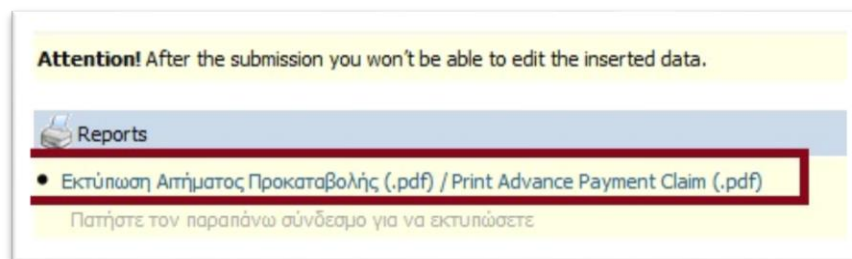 Attention! After the submission you won't be able to edit the inserted data.
Reports
• Εκτύπωση Αιτήματος Προκαταβολής (.pdf) / Print Advance Payment Claim (.pdf)
Πατήστε τον παραπάνω σύνδεσμο για να εκτυπώσετε